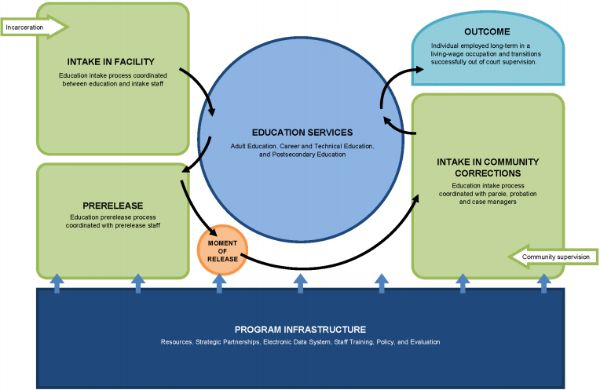 Incarceration
INTAKE IN FACILITY
Education intake process coordinated
between education and intake staff
EDUCATION SERVICES
Adult Education, Career and Technical Education,
and Postsecondary Education
OUTCOME
Individual employed long-term in a
living-wage occupation and transitions
successfully out of court supervision.
INTAKE IN COMMUNITY
CORRECTIONS
Education intake process
coordinated with parole, probation
and case managers
PRERELEASE
Education prerelease process
coordinated with prerelease staff
MOMENT
OF
RELEASE
Community supervision
PROGRAM INFRASTRUCTURE
Resources, Strategic Partnerships, Electronic Data System, Staff Training, Policy, and Evaluation